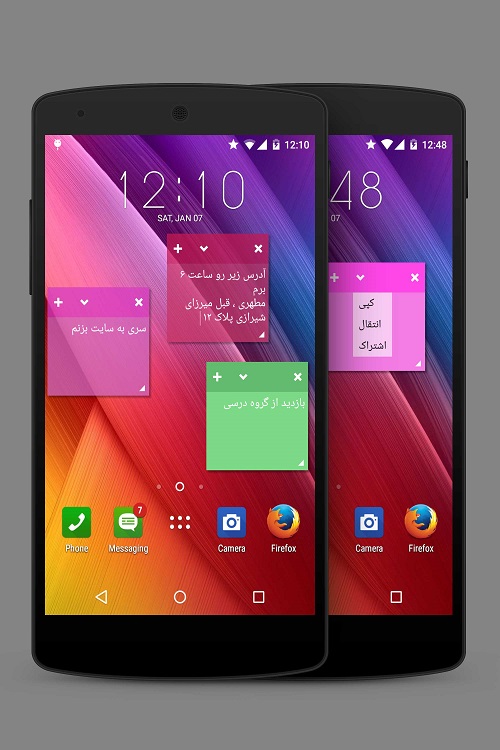 12:10
12:48
12:10
48
SAT, JAN 07
07
آدرس زیر رو ساعت ۶
برم
مطهری ، قبل میرزای
شیرازی پلاک ۱۲
سری به سایت بزنم
کپی
انتقال
اشتراک
بازدید از گروه درسی
7
Phone
Messaging
Camera
Firefox
Camera
Firefox